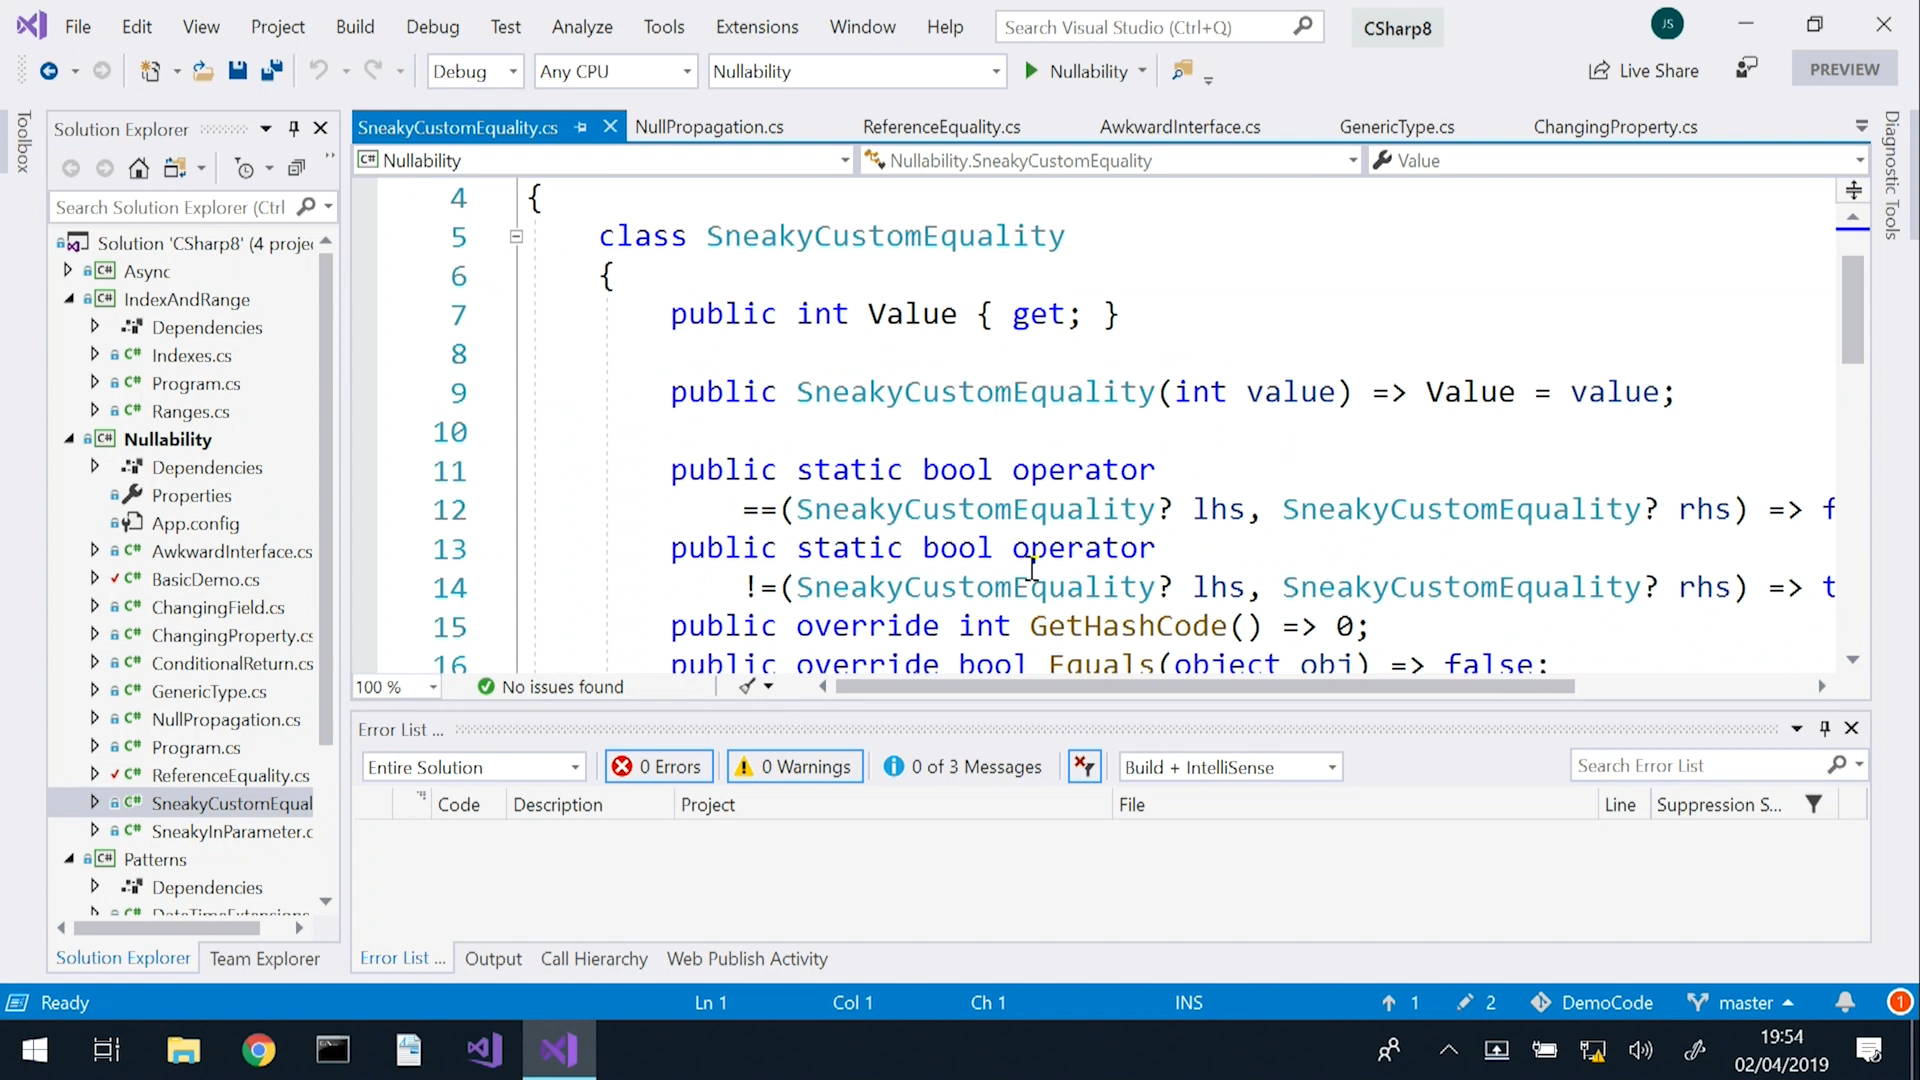 File Edit View Project Build Debug Test Analyze Tools Extensions Window Help Search Visual Studio (Ctrl+Q) CSharp8 JS
Debug Any CPU Nullability Nullability Live Share PREVIEW
Toolbox
Solution Explorer
Search Solution Explorer (Ctrl
Solution 'CSharp8' (4 proje
C# Async
C# IndexAndRange
Dependencies
C# Indexes.cs
C# Program.cs
C# Ranges.cs
C# Nullability
Dependencies
Properties
App.config
C# AwkwardInterface.cs
C# BasicDemo.cs
C# ChangingField.cs
C# ChangingProperty.cs
C# ConditionalReturn.cs
C# GenericType.cs
C# NullPropagation.cs
C# Program.cs
C# ReferenceEquality.cs
C# SneakyCustomEqual
C# SneakyInParameter.c
C# Patterns
Dependencies
C# DateTimeExtensions
Solution Explorer Team Explorer
SneakyCustomEquality.cs NullPropagation.cs ReferenceEquality.cs AwkwardInterface.cs GenericType.cs ChangingProperty.cs
C# Nullability Nullability.SneakyCustomEquality Value
4 {
5 class SneakyCustomEquality
6 {
7 public int Value { get; }
8
9 public SneakyCustomEquality(int value) => Value = value;
10
11 public static bool operator
12 ==(SneakyCustomEquality? lhs, SneakyCustomEquality? rhs) => f
13 public static bool operator
14 !=(SneakyCustomEquality? lhs, SneakyCustomEquality? rhs) => t
15 public override int GetHashCode() => 0;
16 public override bool Equals(object obj) => false;
100 % No issues found
Error List ...
Entire Solution 0 Errors 0 Warnings 0 of 3 Messages Build + IntelliSense Search Error List
Code Description Project File Line Suppression S...
Error List ... Output Call Hierarchy Web Publish Activity
Diagnostic Tools
Ready Ln 1 Col 1 Ch 1 INS 1 2 DemoCode master 1
19:54
02/04/2019